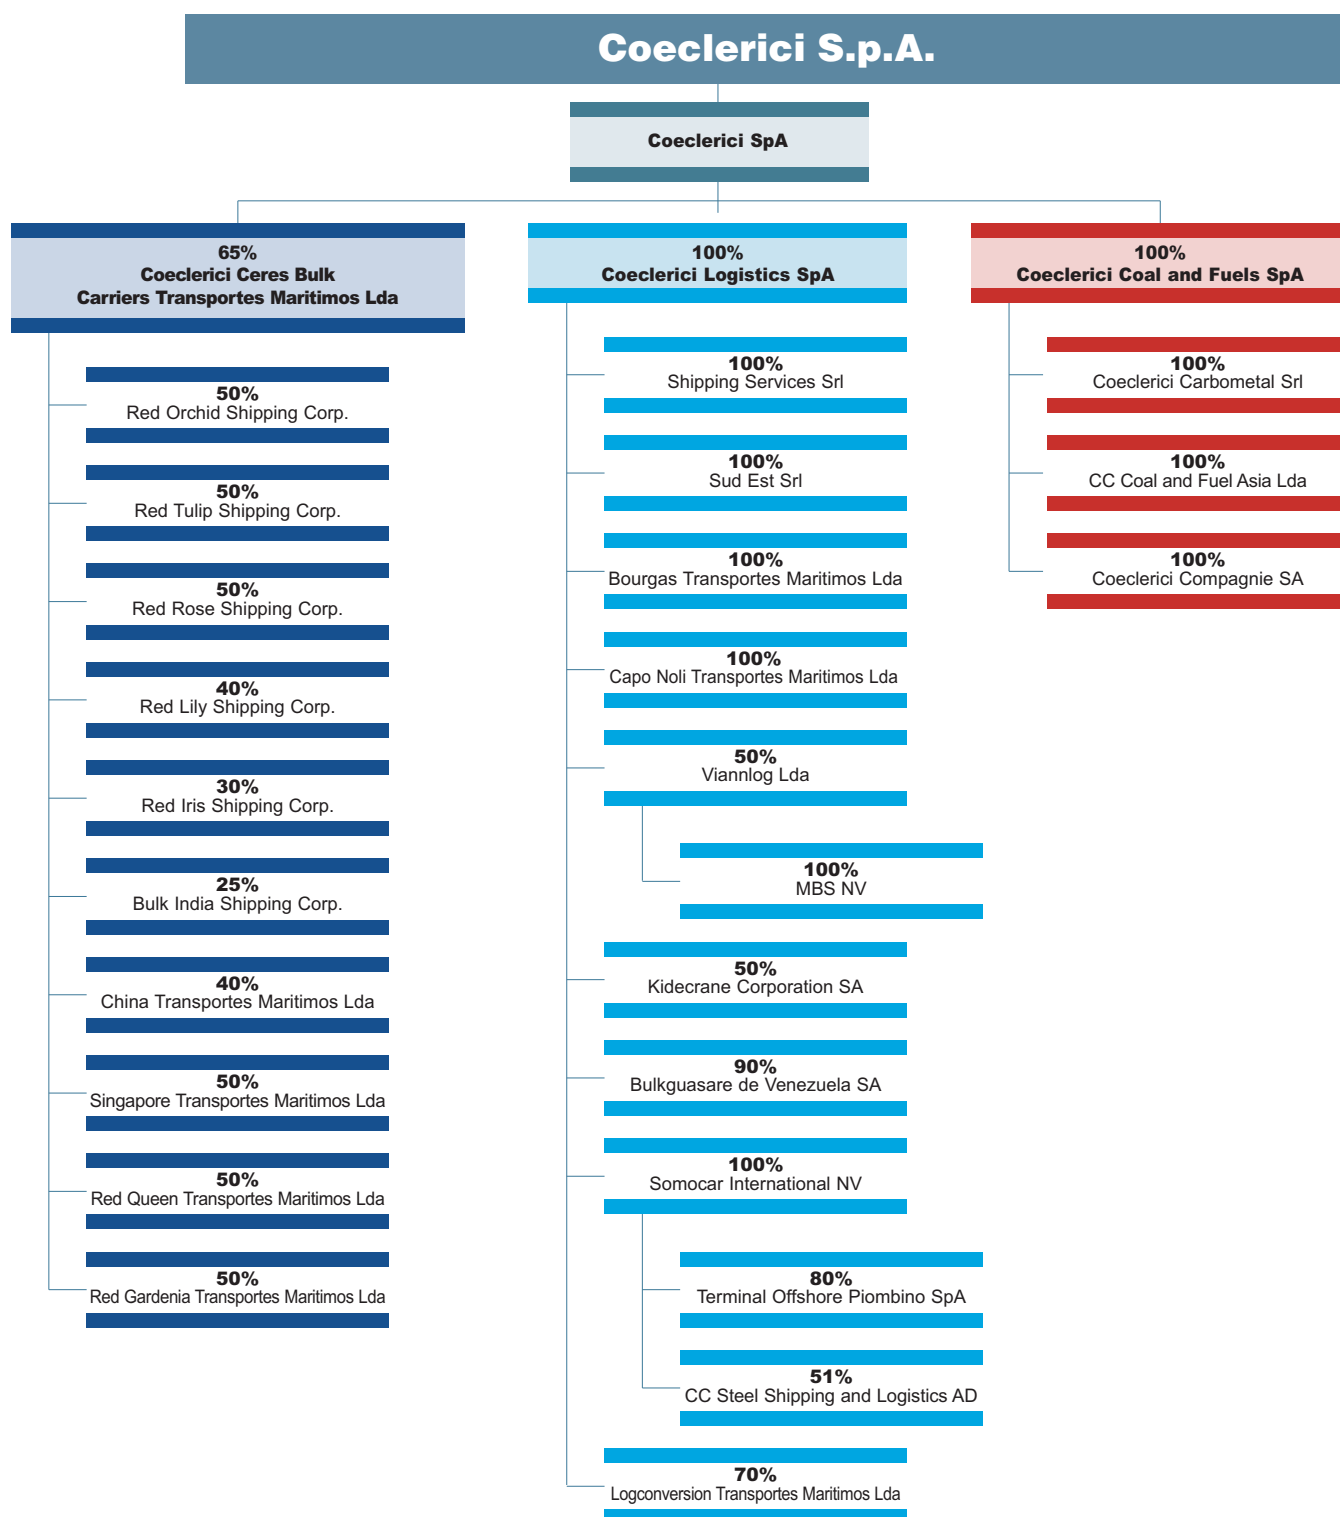 Coeclerici S.p.A.
Coeclerici SpA
65%
Coeclerici Ceres Bulk
Carriers Transportes Maritimos Lda
50%
Red Orchid Shipping Corp.
50%
Red Tulip Shipping Corp.
50%
Red Rose Shipping Corp.
40%
Red Lily Shipping Corp.
30%
Red Iris Shipping Corp.
25%
Bulk India Shipping Corp.
40%
China Transportes Maritimos Lda
50%
Singapore Transportes Maritimos Lda
50%
Red Queen Transportes Maritimos Lda
50%
Red Gardenia Transportes Maritimos Lda
100%
Coeclerici Logistics SpA
100%
Shipping Services Srl
100%
Sud Est Srl
100%
Bourgas Transportes Maritimos Lda
100%
Capo Noli Transportes Maritimos Lda
50%
Viannlog Lda
100%
MBS NV
50%
Kidecrane Corporation SA
90%
Bulkguasare de Venezuela SA
100%
Somocar International NV
80%
Terminal Offshore Piombino SpA
51%
CC Steel Shipping and Logistics AD
70%
Logconversion Transportes Maritimos Lda
100%
Coeclerici Coal and Fuels SpA
100%
Coeclerici Carbometal Srl
100%
CC Coal and Fuel Asia Lda
100%
Coeclerici Compagnie SA